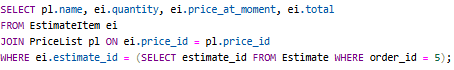 SELECT pl.name, ei.quantity, ei.price_at_moment, ei.total
FROM EstimateItem ei
JOIN PriceList pl ON ei.price_id = pl.price_id
WHERE ei.estimate_id = (SELECT estimate_id FROM Estimate WHERE order_id = 5);